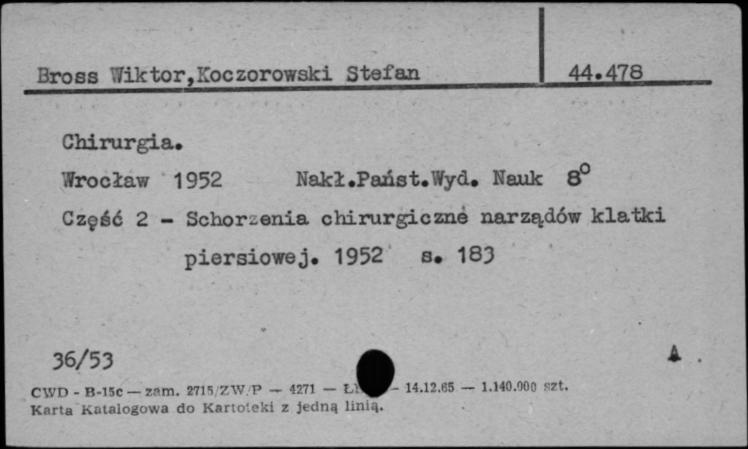 Bross Wiktor,Koczorowski Stefan 44.478
Chirurgia.
Wrocław 1952 Nakł.Państ.Wyd. Nauk 8°
Część 2 - Schorzenia chirurgiczne narządów klatki
piersiowej. 1952 s. 183
36/53 A
CWD - B-15c — zam. 2715/ZW/P — 4271 — - 14.12.65 — 1.140.000 szt.
Karta Katalogowa do Kartoteki z jedną linią.